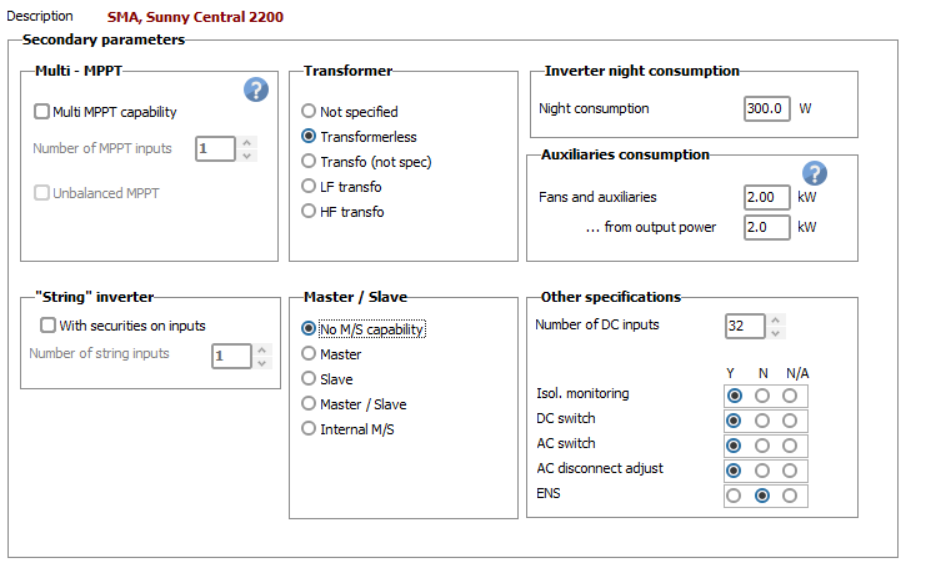 Description SMA, Sunny Central 2200
Secondary parameters
Multi - MPPT
?
Multi MPPT capability
Number of MPPT inputs 1
Unbalanced MPPT
Transformer
Not specified
Transformerless
Transfo (not spec)
LF transfo
HF transfo
Inverter night consumption
Night consumption 300.0 W
Auxiliaries consumption
?
Fans and auxiliaries 2.00 kW
... from output power 2.0 kW
"String" inverter
With securities on inputs
Number of string inputs 1
Master / Slave
No M/S capability
Master
Slave
Master / Slave
Internal M/S
Other specifications
Number of DC inputs 32
Y N N/A
Isol. monitoring
DC switch
AC switch
AC disconnect adjust
ENS